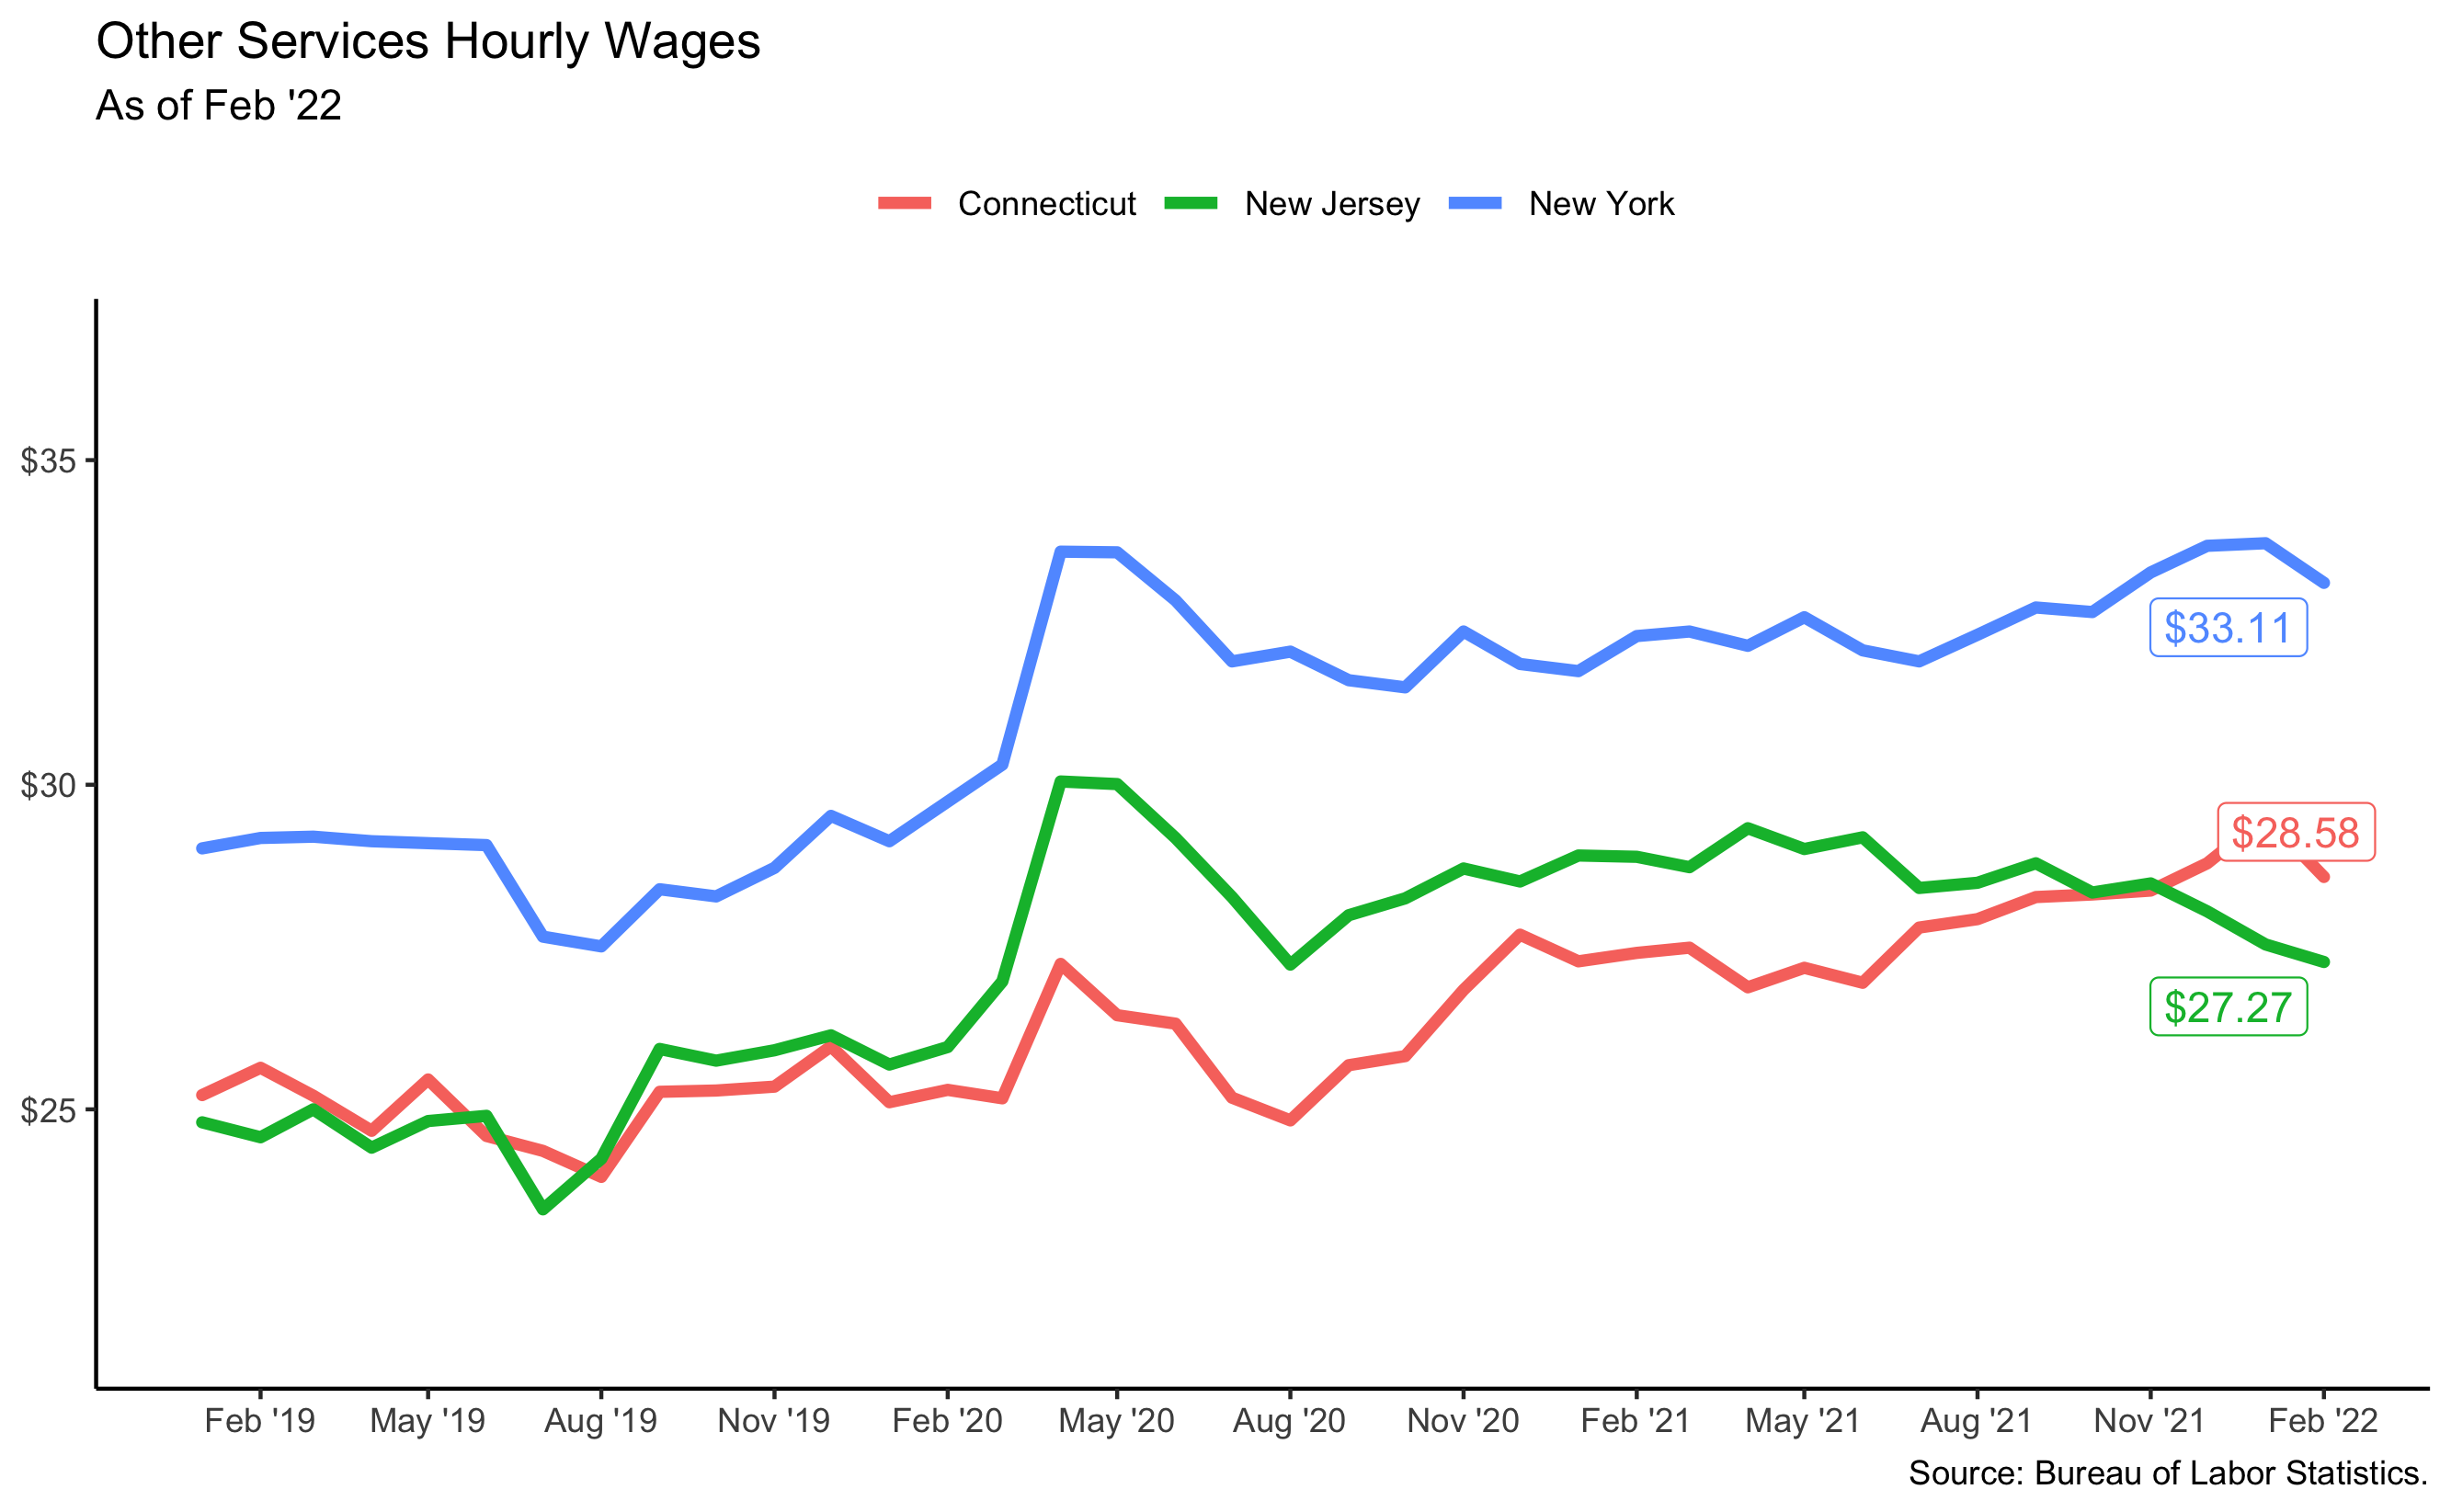 Other Services Hourly Wages
As of Feb '22
Connecticut New Jersey New York
$35
$30
$25
$33.11
$28.58
$27.27
Feb '19 May '19 Aug '19 Nov '19 Feb '20 May '20 Aug '20 Nov '20 Feb '21 May '21 Aug '21 Nov '21 Feb '22
Source: Bureau of Labor Statistics.